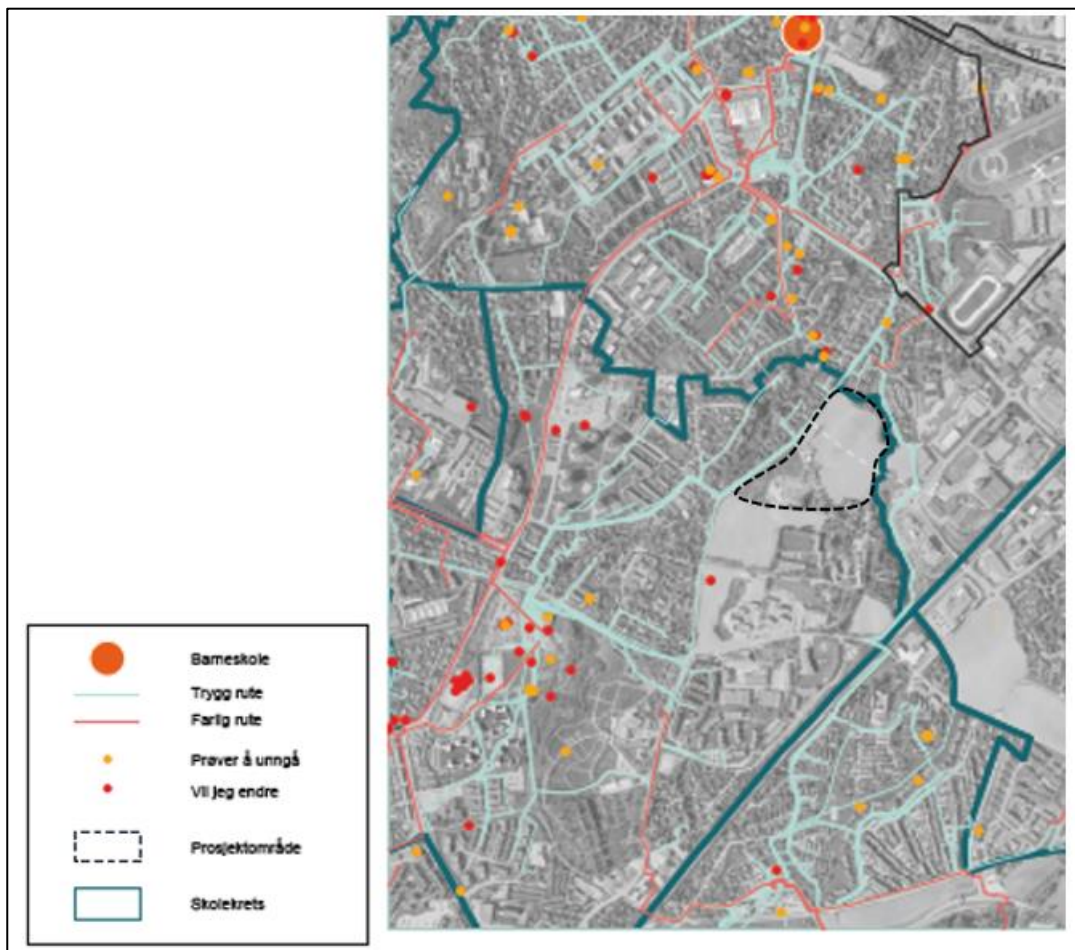 Barneskole
Trygg rute
Farlig rute
Prøver å unngå
Vil jeg endre
Prosjektområde
Skolekrets